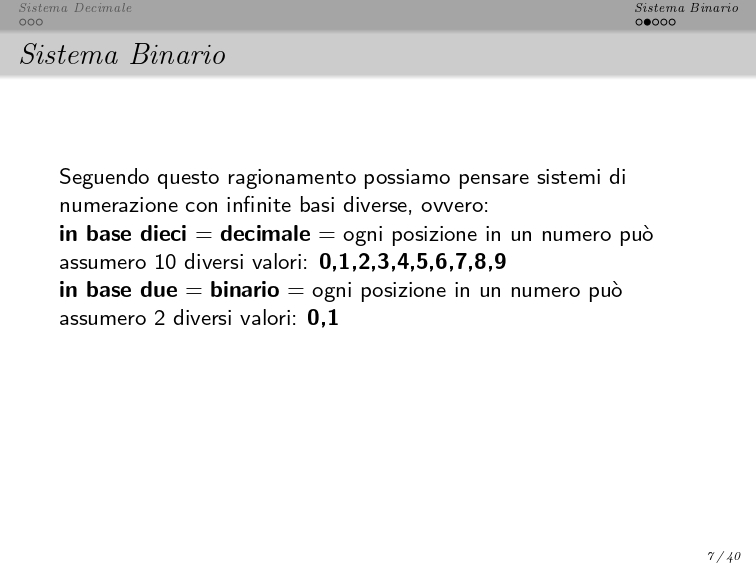 Sistema Decimale
Sistema Binario
Sistema Binario
Seguendo questo ragionamento possiamo pensare sistemi di
numerazione con infinite basi diverse, ovvero:
in base dieci = decimale = ogni posizione in un numero può
assumero 10 diversi valori: 0,1,2,3,4,5,6,7,8,9
in base due = binario = ogni posizione in un numero può
assumero 2 diversi valori: 0,1
7 / 40